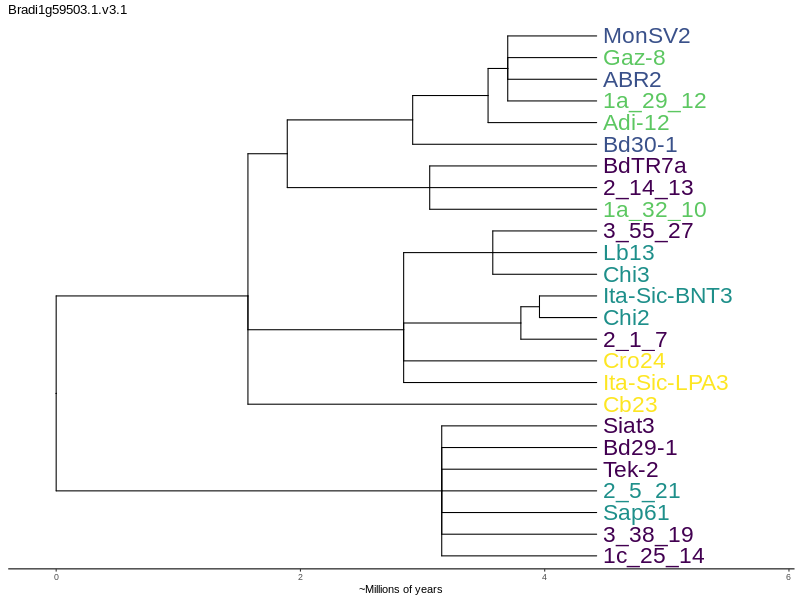 Bradi1g59503.1.v3.1
MonSV2
Gaz-8
ABR2
1a_29_12
Adi-12
Bd30-1
BdTR7a
2_14_13
1a_32_10
3_55_27
Lb13
Chi3
Ita-Sic-BNT3
Chi2
2_1_7
Cro24
Ita-Sic-LPA3
Cb23
Siat3
Bd29-1
Tek-2
2_5_21
Sap61
3_38_19
1c_25_14
0 2 4 6
~Millions of years